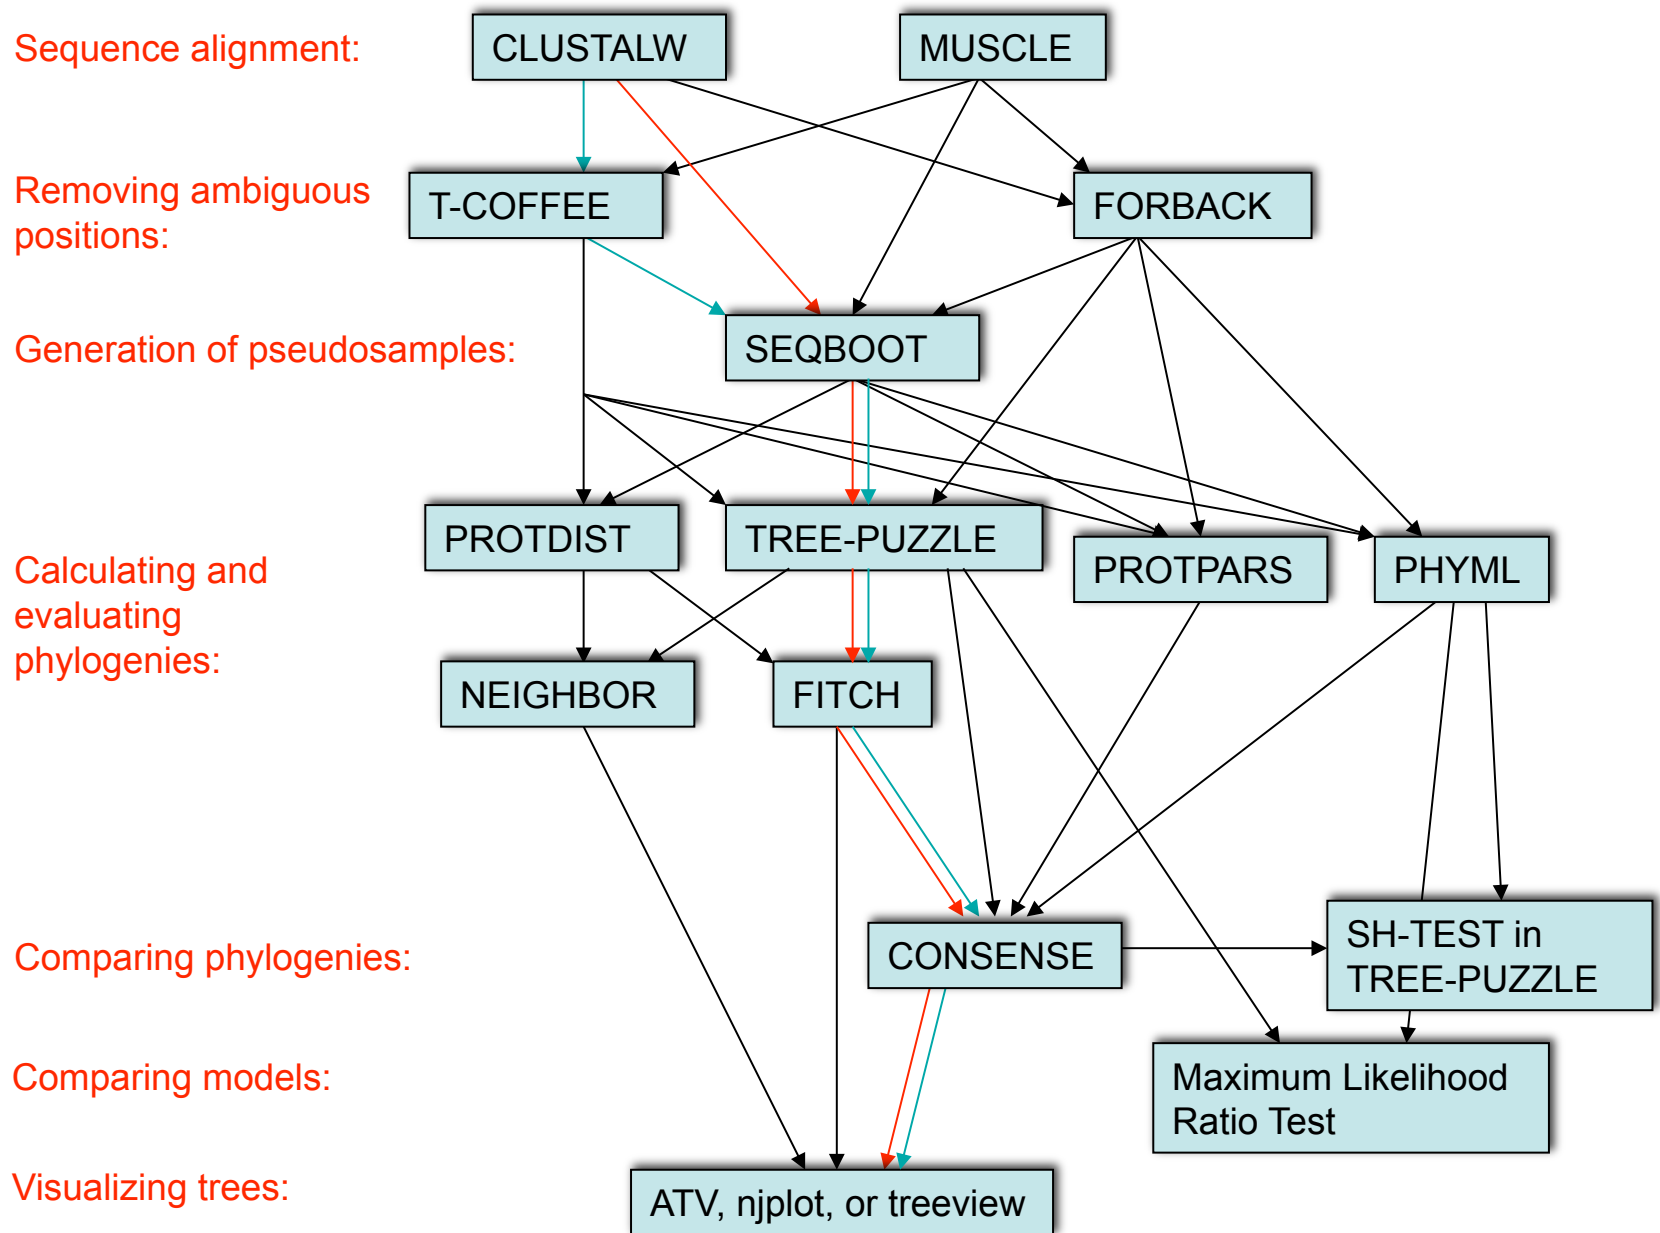 Sequence alignment:
CLUSTALW
MUSCLE
Removing ambiguous
positions:
T-COFFEE
FORBACK
Generation of pseudosamples:
SEQBOOT
Calculating and
evaluating
phylogenies:
PROTDIST
TREE-PUZZLE
PROTPARS
PHYML
NEIGHBOR
FITCH
Comparing phylogenies:
CONSENSE
SH-TEST in
TREE-PUZZLE
Comparing models:
Maximum Likelihood
Ratio Test
Visualizing trees:
ATV, njplot, or treeview